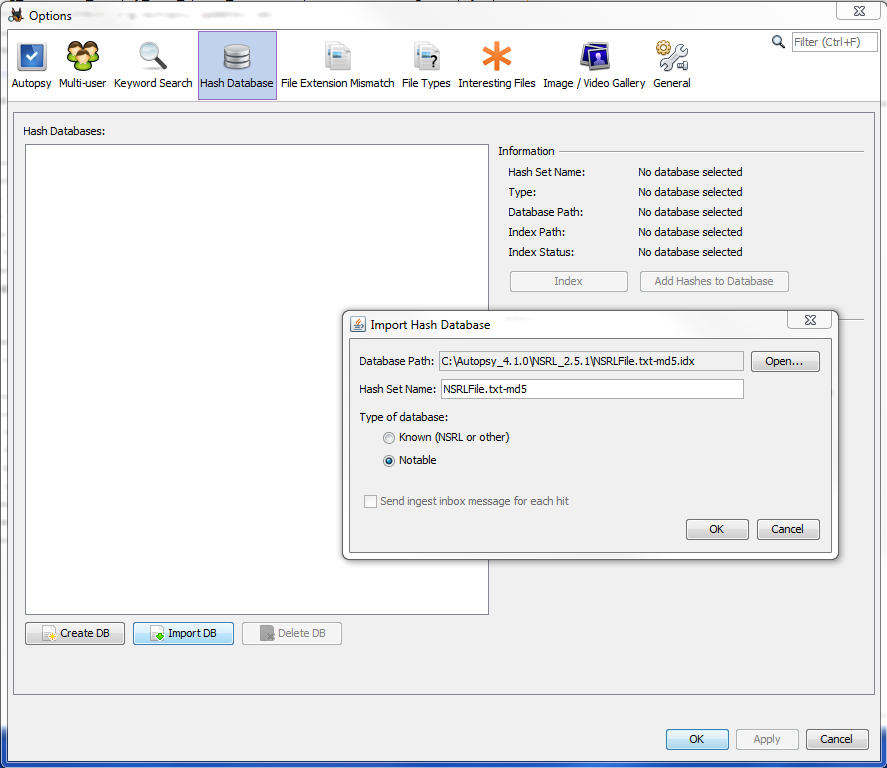 Options
Autopsy Multi-user Keyword Search Hash Database File Extension Mismatch File Types Interesting Files Image / Video Gallery General
Filter (Ctrl+F)
Hash Databases:
Information
Hash Set Name: No database selected
Type: No database selected
Database Path: No database selected
Index Path: No database selected
Index Status: No database selected
Index Add Hashes to Database
Import Hash Database
Database Path: C:\Autopsy_4.1.0\NSRL_2.5.1\NSRLFile.txt-md5.idx Open...
Hash Set Name: NSRLFile.txt-md5
Type of database:
Known (NSRL or other)
Notable
Send ingest inbox message for each hit
OK Cancel
Create DB Import DB Delete DB
OK Apply Cancel